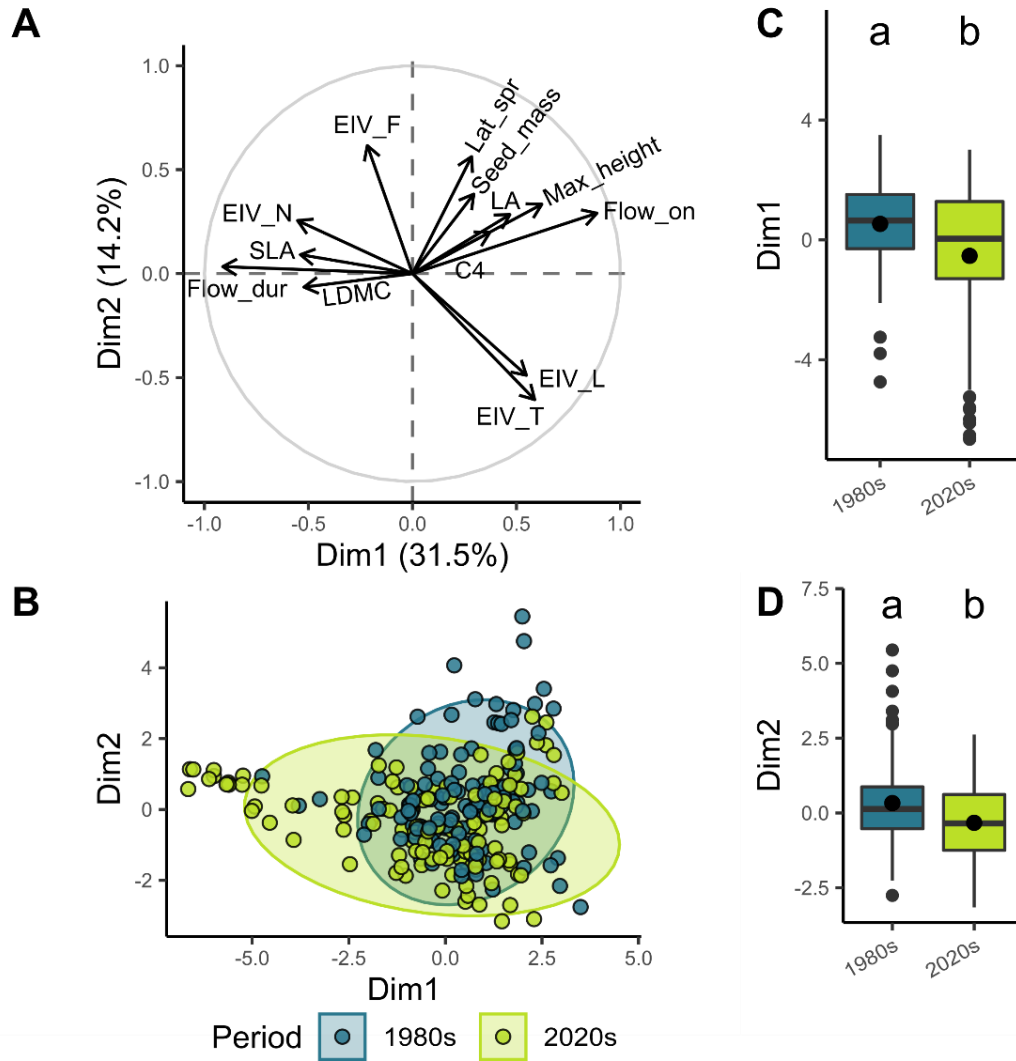 A
Dim2 (14.2%)
1.0
0.5
0.0
-0.5
-1.0
EIV_F
Lat_spr
Seed_mass
Max_height
LA
Flow_on
EIV_N
SLA
Flow_dur
LDMC
C4
EIV_L
EIV_T
-1.0 -0.5 0.0 0.5 1.0
Dim1 (31.5%)
C
a b
Dim1
4
0
-4
1980s 2020s
B
Dim2
4
2
0
-2
-5.0 -2.5 0.0 2.5 5.0
Dim1
D
a b
Dim2
7.5
5.0
2.5
0.0
-2.5
1980s 2020s
Period 1980s 2020s